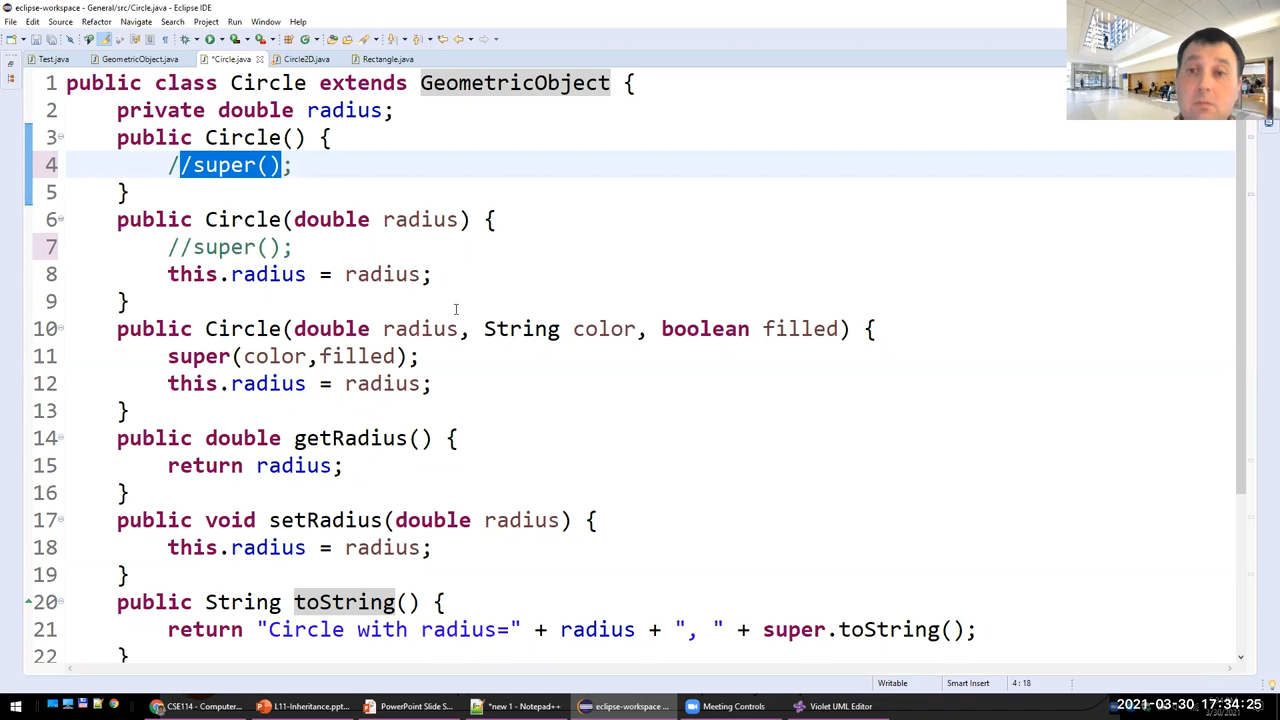 eclipse-workspace - General/src/Circle.java - Eclipse IDE
File Edit Source Refactor Navigate Search Project Run Window Help
Test.java GeometricObject.java *Circle.java Circle2D.java Rectangle.java
1 public class Circle extends GeometricObject {
2 private double radius;
3 public Circle() {
4 //super();
5 }
6 public Circle(double radius) {
7 //super();
8 this.radius = radius;
9 }
10 public Circle(double radius, String color, boolean filled) {
11 super(color,filled);
12 this.radius = radius;
13 }
14 public double getRadius() {
15 return radius;
16 }
17 public void setRadius(double radius) {
18 this.radius = radius;
19 }
20 public String toString() {
21 return "Circle with radius=" + radius + ", " + super.toString();
22 }
Writable Smart Insert 4 : 18
CSE114 - Computer... L11-Inheritance.ppt... PowerPoint Slide S... *new 1 - Notepad++ eclipse-workspace ... Meeting Controls Violet UML Editor
2021-03-30 17:34:25